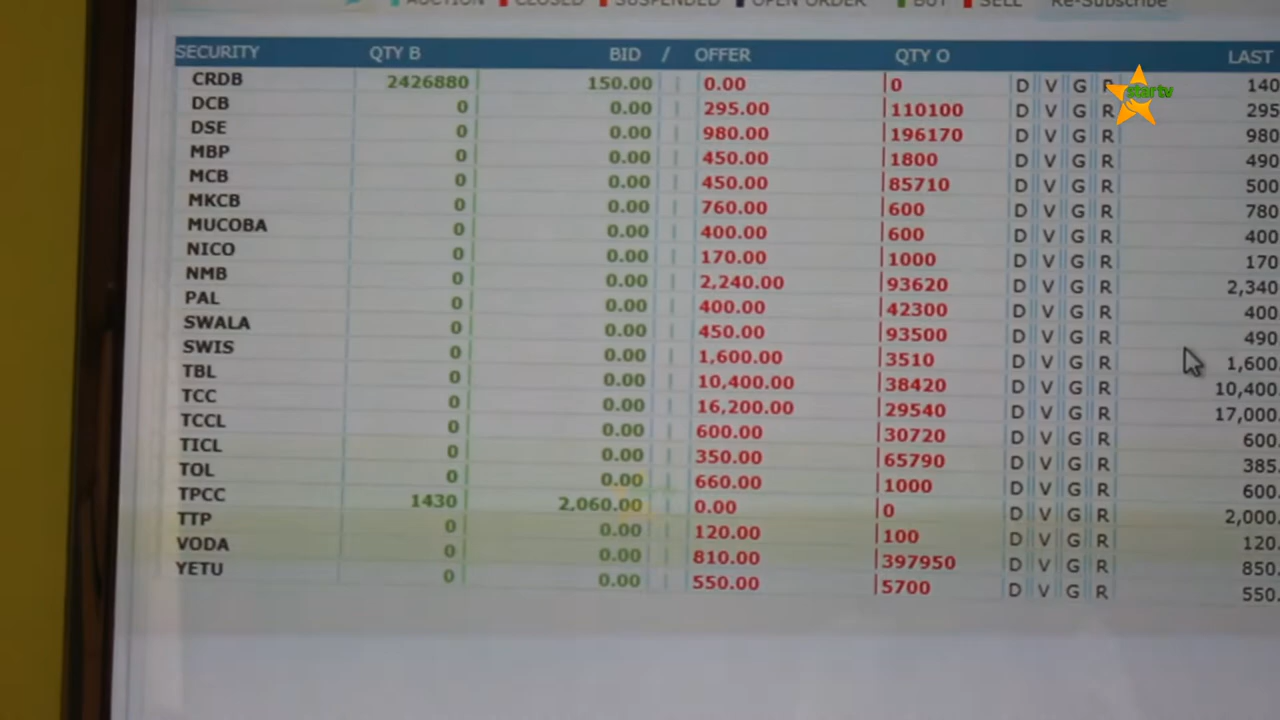 AUCTION CLOSED SUSPENDED OPEN ORDER BUY SELL Re-Subscribe
SECURITY QTY B BID / OFFER QTY O LAST
CRDB 2426880 150.00 0.00 0 D V G R 140
DCB 0 0.00 295.00 110100 D V G R 295
DSE 0 0.00 980.00 196170 D V G R 980
MBP 0 0.00 450.00 1800 D V G R 490
MCB 0 0.00 450.00 85710 D V G R 500
MKCB 0 0.00 760.00 600 D V G R 780
MUCOBA 0 0.00 400.00 600 D V G R 400
NICO 0 0.00 170.00 1000 D V G R 170
NMB 0 0.00 2,240.00 93620 D V G R 2,340
PAL 0 0.00 400.00 42300 D V G R 400
SWALA 0 0.00 450.00 93500 D V G R 490
SWIS 0 0.00 1,600.00 3510 D V G R 1,600.
TBL 0 0.00 10,400.00 38420 D V G R 10,400.
TCC 0 0.00 16,200.00 29540 D V G R 17,000.
TCCL 0 0.00 600.00 30720 D V G R 600.
TICL 0 0.00 350.00 65790 D V G R 385.
TOL 0 0.00 660.00 1000 D V G R 600.
TPCC 1430 2,060.00 0.00 0 D V G R 2,000.
TTP 0 0.00 120.00 100 D V G R 120.
VODA 0 0.00 810.00 397950 D V G R 850.
YETU 0 0.00 550.00 5700 D V G R 550.
startv